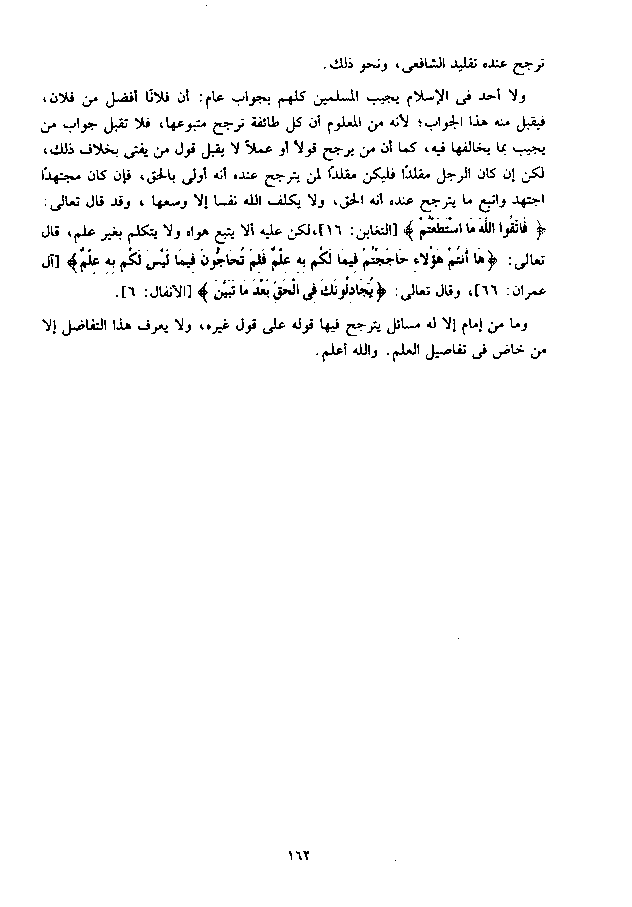 ترجح عنده تقليد الشافعى، ونحو ذلك.
ولا أحد فى الإسلام يجيب المسلمين كلهم بجواب عام: أن فلانًا أفضل من فلان،
فيقبل منه هذا الجواب؛ لأنه من المعلوم أن كل طائفة ترجح متبوعها، فلا تقبل جواب من
يجيب بما يخالفها فيه، كما أن من يرجح قولاً أو عملاً لا يقبل قول من يفتى بخلاف ذلك،
لكن إن كان الرجل مقلدًا فليكن مقلدًا لمن يترجح عنده أنه أولى بالحق، فإن كان مجتهدًا
اجتهد واتبع ما يترجح عنده أنه الحق، ولا يكلف الله نفسا إلا وسعها ، وقد قال تعالى:
﴿ فَاتَّقُوا اللَّهَ مَا اسْتَطَعْتُمْ ﴾ [التغابن: ١٦]،لكن عليه ألا يتبع هواه ولا يتكلم بغير علم، قال
تعالى: ﴿هَا أَنتُمْ هَؤُلاءِ حَاجَجْتُمْ فِيمَا لَكُم بِهِ عِلْمٌ فَلِمَ تُحَاجُّونَ فِيمَا لَيْسَ لَكُم بِهِ عِلْمٌ﴾ [آل
عمران: ٦٦]، وقال تعالى: ﴿يُجَادِلُونَكَ فِي الْحَقِّ بَعْدَ مَا تَبَيَّنَ ﴾ [الأنفال: ٦].
وما من إمام إلا له مسائل يترجح فيها قوله على قول غيره، ولا يعرف هذا التفاضل إلا
من خاض فى تفاصيل العلم. والله أعلم.
١٦٣